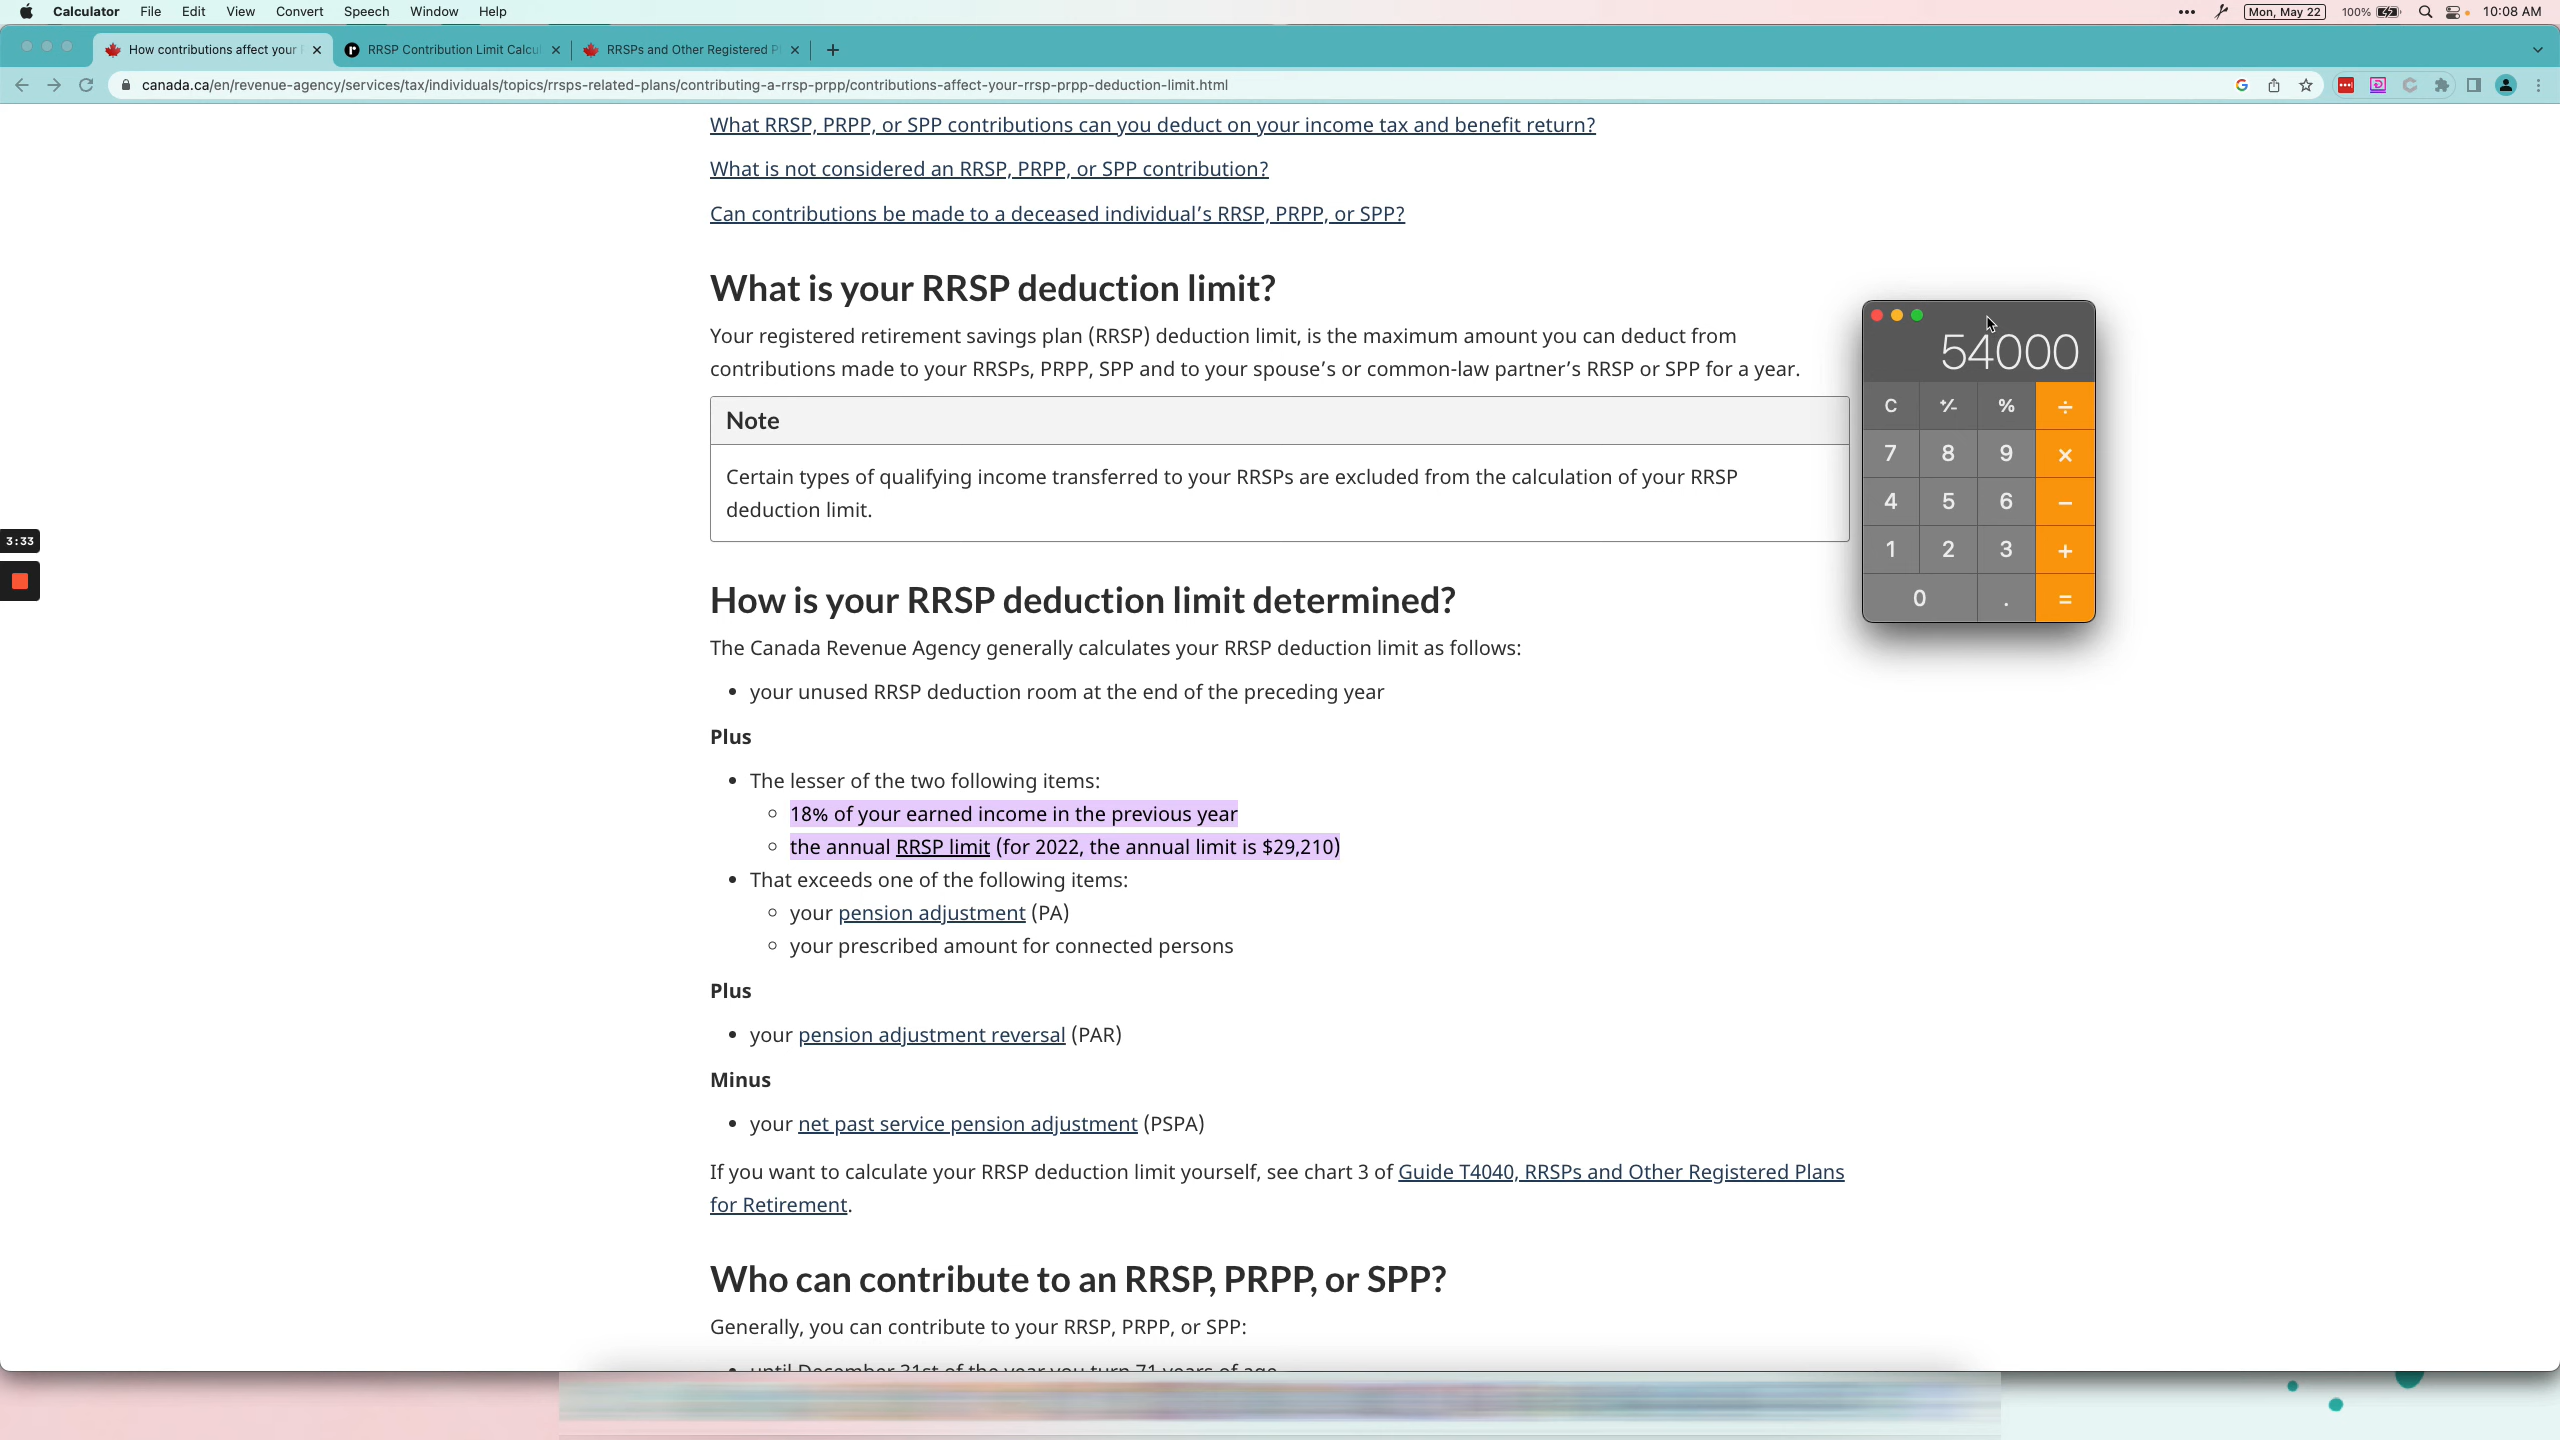 Calculator File Edit View Convert Speech Window Help
Mon, May 22 100% 10:08 AM
How contributions affect your
RRSP Contribution Limit Calcu
RRSPs and Other Registered P
canada.ca/en/revenue-agency/services/tax/individuals/topics/rrsps-related-plans/contributing-a-rrsp-prpp/contributions-affect-your-rrsp-prpp-deduction-limit.html
What RRSP, PRPP, or SPP contributions can you deduct on your income tax and benefit return?
What is not considered an RRSP, PRPP, or SPP contribution?
Can contributions be made to a deceased individual’s RRSP, PRPP, or SPP?
What is your RRSP deduction limit?
Your registered retirement savings plan (RRSP) deduction limit, is the maximum amount you can deduct from
contributions made to your RRSPs, PRPP, SPP and to your spouse’s or common-law partner’s RRSP or SPP for a year.
Note
Certain types of qualifying income transferred to your RRSPs are excluded from the calculation of your RRSP
deduction limit.
54000
C ⁺∕₋ % ÷
7 8 9 ×
4 5 6 −
1 2 3 +
0 . =
3:33
How is your RRSP deduction limit determined?
The Canada Revenue Agency generally calculates your RRSP deduction limit as follows:
• your unused RRSP deduction room at the end of the preceding year
Plus
• The lesser of the two following items:
○ 18% of your earned income in the previous year
○ the annual RRSP limit (for 2022, the annual limit is $29,210)
• That exceeds one of the following items:
○ your pension adjustment (PA)
○ your prescribed amount for connected persons
Plus
• your pension adjustment reversal (PAR)
Minus
• your net past service pension adjustment (PSPA)
If you want to calculate your RRSP deduction limit yourself, see chart 3 of Guide T4040, RRSPs and Other Registered Plans
for Retirement.
Who can contribute to an RRSP, PRPP, or SPP?
Generally, you can contribute to your RRSP, PRPP, or SPP:
• until December 31st of the year you turn 71 years of age